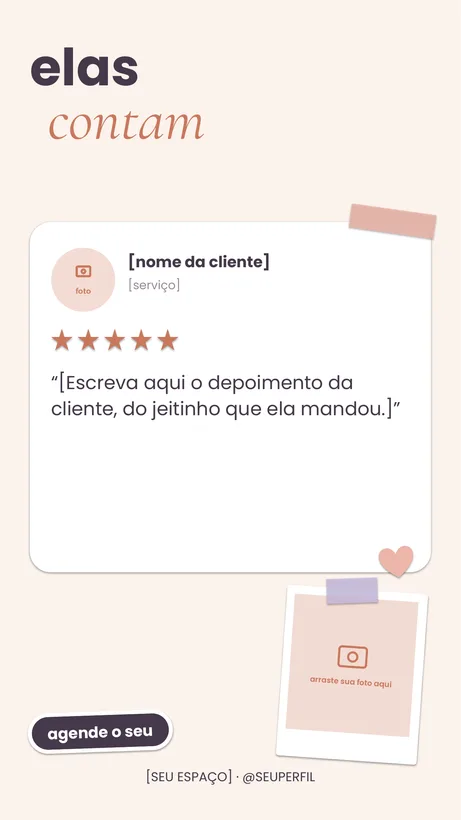 elas
contam
[nome da cliente]
[serviço]
foto
“[Escreva aqui o depoimento da
cliente, do jeitinho que ela mandou.]”
arraste sua foto aqui
agende o seu
[SEU ESPAÇO] · @SEUPERFIL